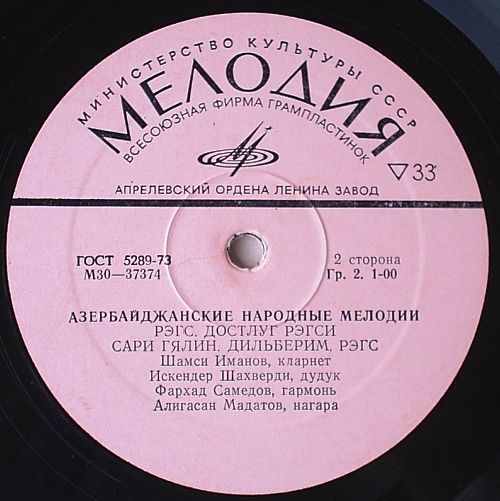 МИНИСТЕРСТВО КУЛЬТУРЫ СССР
МЕЛОДИЯ
ВСЕСОЮЗНАЯ ФИРМА ГРАМПЛАСТИНОК
▽33
АПРЕЛЕВСКИЙ ОРДЕНА ЛЕНИНА ЗАВОД
ГОСТ 5289-73
М30—37374
2 сторона
Гр. 2. 1-00
АЗЕРБАЙДЖАНСКИЕ НАРОДНЫЕ МЕЛОДИИ
РЭГС, ДОСТЛУГ РЭГСИ
САРИ ГЯЛИН, ДИЛЬБЕРИМ, РЭГС
Шамси Иманов, кларнет
Искендер Шахверди, дудук
Фархад Самедов, гармонь
Алигасан Мадатов, нагара